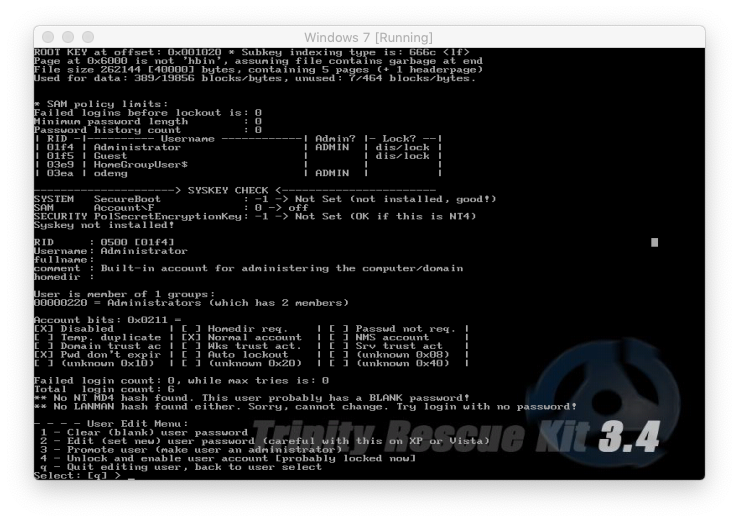 Windows 7 [Running]
ROOT KEY at offset: 0x001020 * Subkey indexing type is: 666c <lf>
Page at 0x6000 is not 'hbin', assuming file contains garbage at end
File size 262144 [40000] bytes, containing 5 pages (+ 1 headerpage)
Used for data: 389/19856 blocks/bytes, unused: 7/464 blocks/bytes.
* SAM policy limits:
Failed logins before lockout is: 0
Minimum password length : 0
Password history count : 0
| RID -|---------- Username ------------| Admin? |- Lock? --|
| 01f4 | Administrator | ADMIN | dis/lock |
| 01f5 | Guest | | dis/lock |
| 03e9 | HomeGroupUser$ | | |
| 03ea | odeng | ADMIN | |
---------------------> SYSKEY CHECK <-----------------------
SYSTEM SecureBoot : -1 -> Not Set (not installed, good!)
SAM Account\F : 0 -> off
SECURITY PolSecretEncryptionKey: -1 -> Not Set (OK if this is NT4)
Syskey not installed!
RID : 0500 [01f4]
Username: Administrator
fullname:
comment : Built-in account for administering the computer/domain
homedir :
User is member of 1 groups:
00000220 = Administrators (which has 2 members)
Account bits: 0x0211 =
[X] Disabled | [ ] Homedir req. | [ ] Passwd not req. |
[ ] Temp. duplicate | [X] Normal account | [ ] NMS account |
[ ] Domain trust ac | [ ] Wks trust act. | [ ] Srv trust act |
[X] Pwd don't expir | [ ] Auto lockout | [ ] (unknown 0x08) |
[ ] (unknown 0x10) | [ ] (unknown 0x20) | [ ] (unknown 0x40) |
Failed login count: 0, while max tries is: 0
Total login count: 6
** No NT MD4 hash found. This user probably has a BLANK password!
** No LANMAN hash found either. Sorry, cannot change. Try login with no password!
- - - - User Edit Menu:
1 - Clear (blank) user password
2 - Edit (set new) user password (careful with this on XP or Vista)
3 - Promote user (make user an administrator)
4 - Unlock and enable user account [probably locked now]
q - Quit editing user, back to user select
Select: [q] > _
Trinity Rescue Kit 3.4